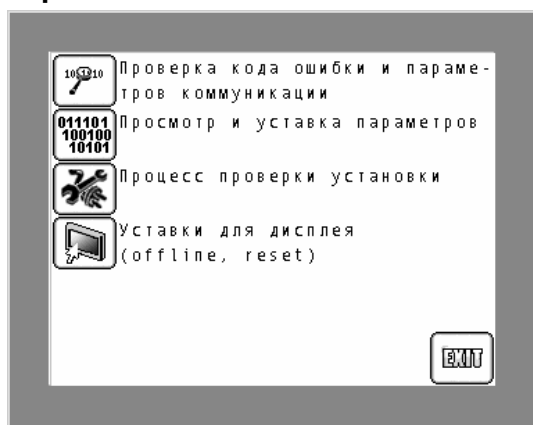 10101010
Проверка кода ошибки и параме-
тров коммуникации
011101
100100
10101
Просмотр и уставка параметров
Процесс проверки установки
Уставки для дисплея
(offline, reset)
EXIT